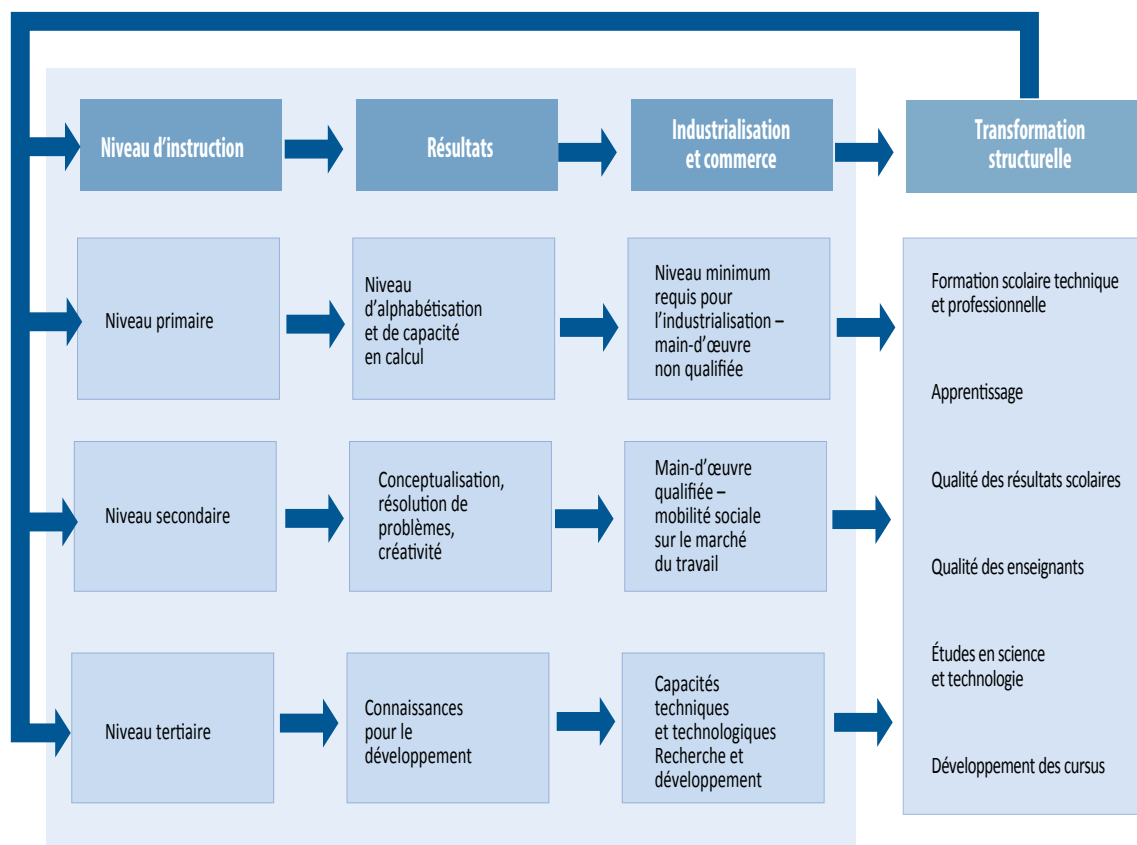 Niveau d'instruction
Résultats
Industrialisation
et commerce
Transformation
structurelle
Niveau primaire
Niveau
d'alphabétisation
et de capacité
en calcul
Niveau minimum
requis pour
l'industrialisation –
main-d'œuvre
non qualifiée
Niveau secondaire
Conceptualisation,
résolution de
problèmes,
créativité
Main-d'œuvre
qualifiée –
mobilité sociale
sur le marché
du travail
Niveau tertiaire
Connaissances
pour le
développement
Capacités
techniques
et technologiques
Recherche et
développement
Formation scolaire technique
et professionnelle
Apprentissage
Qualité des résultats scolaires
Qualité des enseignants
Études en science
et technologie
Développement des cursus